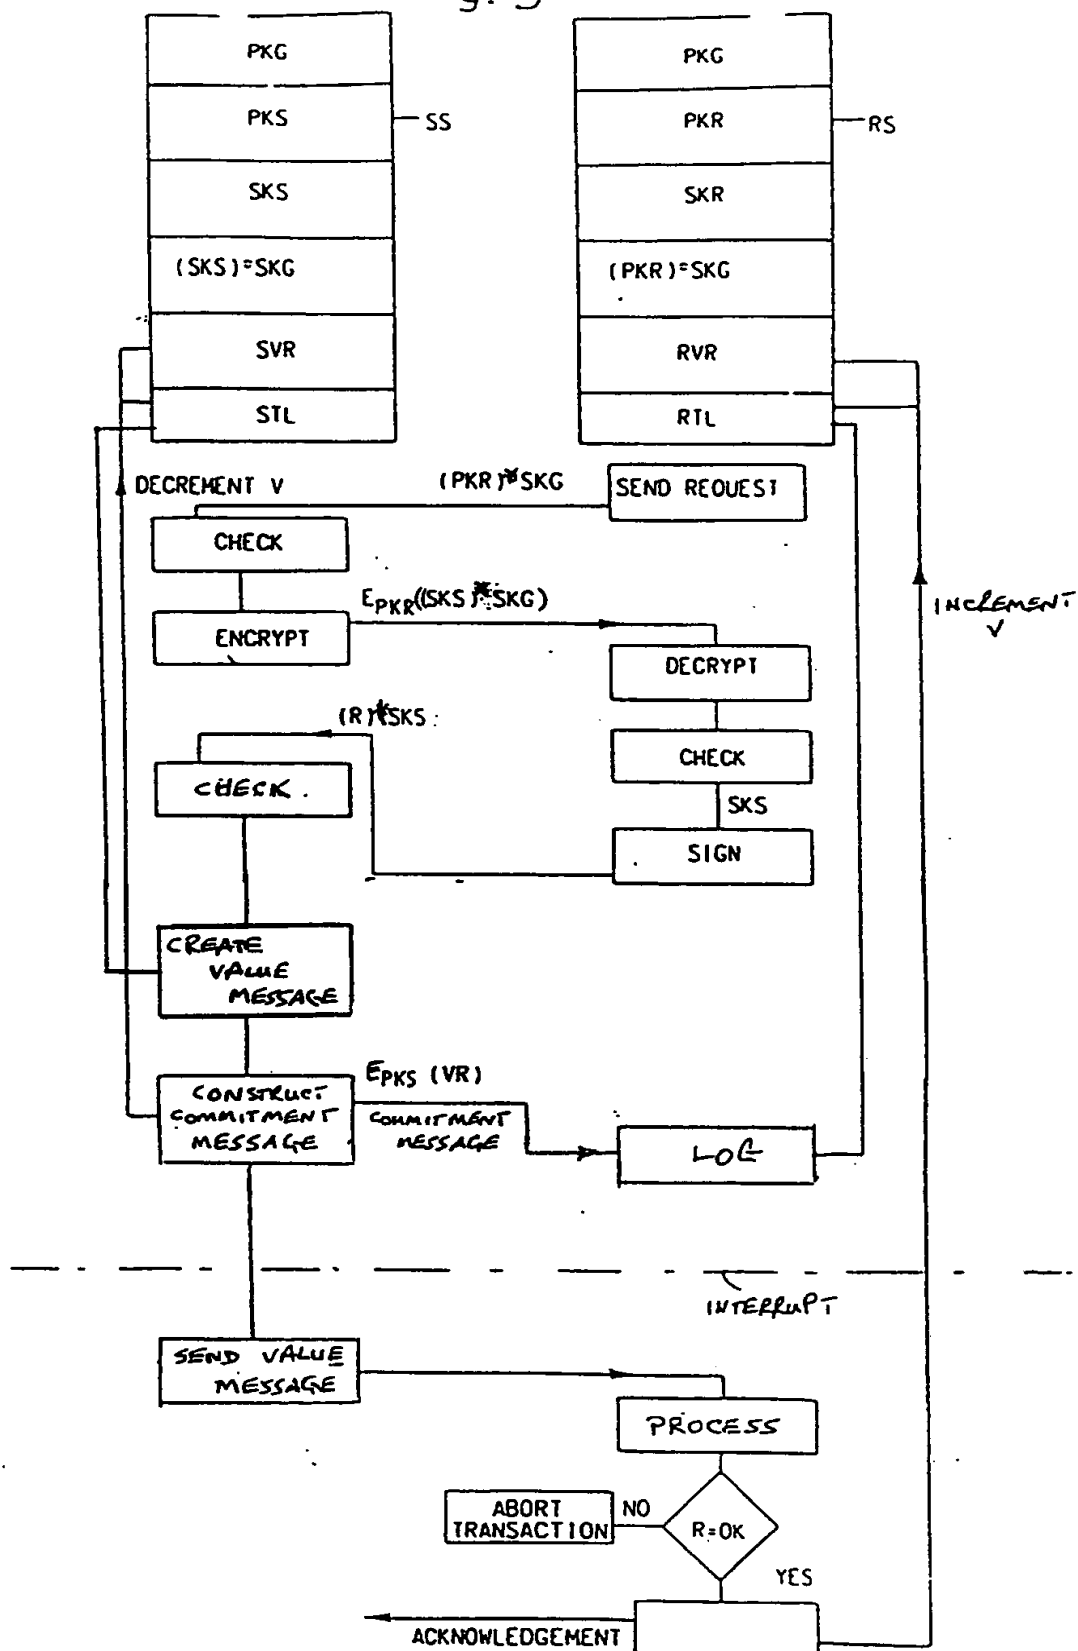 PKG
PKS
SS
SKS
(SKS)*SKG
SVR
STL
PKG
PKR
RS
SKR
(PKR)*SKG
RVR
RTL
DECREMENT V
(PKR)*SKG
SEND REQUEST
CHECK
E PKR((SKS)*SKG)
ENCRYPT
DECRYPT
INCREMENT
V
(R)*SKS
CHECK
CHECK
SKS
SIGN
CREATE
VALUE
MESSAGE
E PKS (VR)
CONSTRUCT
COMMITMENT
MESSAGE
COMMITMENT
MESSAGE
LOG
INTERRUPT
SEND VALUE
MESSAGE
PROCESS
ABORT
TRANSACTION
NO
R=OK
YES
ACKNOWLEDGEMENT